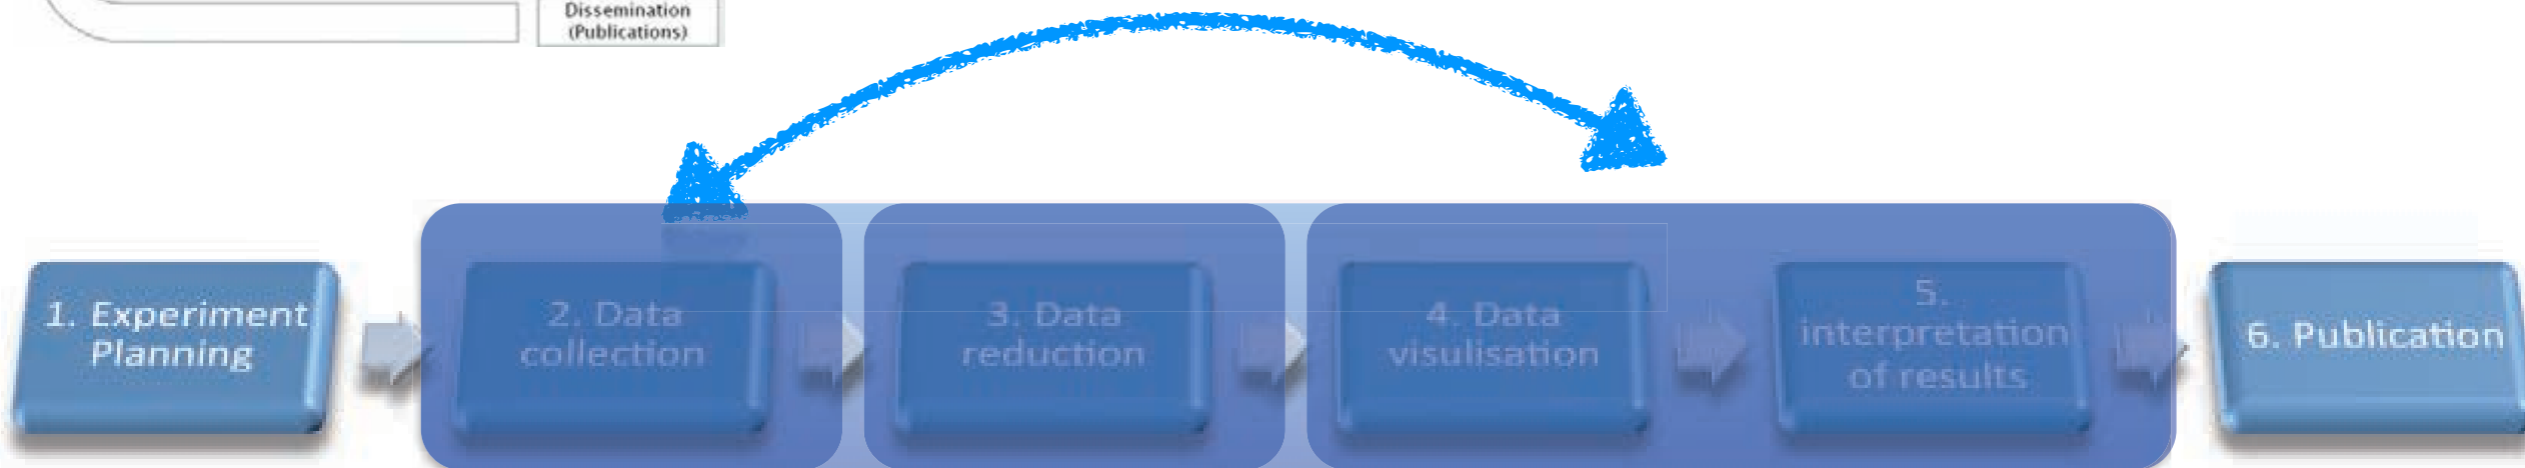 Dissemination
(Publications)
1. Experiment
Planning
2. Data
collection
3. Data
reduction
4. Data
visulisation
5.
interpretation
of results
6. Publication